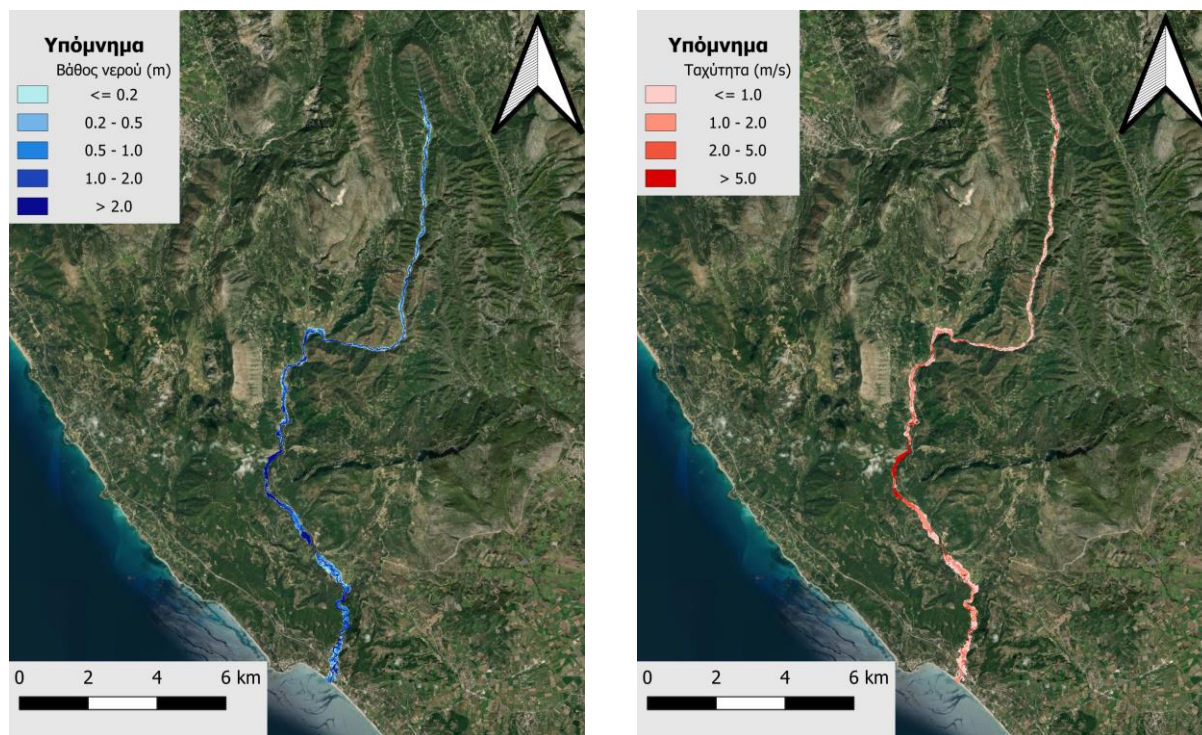 Υπόμνημα
Βάθος νερού (m)
<= 0.2
0.2 - 0.5
0.5 - 1.0
1.0 - 2.0
> 2.0
0 2 4 6 km
Υπόμνημα
Ταχύτητα (m/s)
<= 1.0
1.0 - 2.0
2.0 - 5.0
> 5.0
0 2 4 6 km